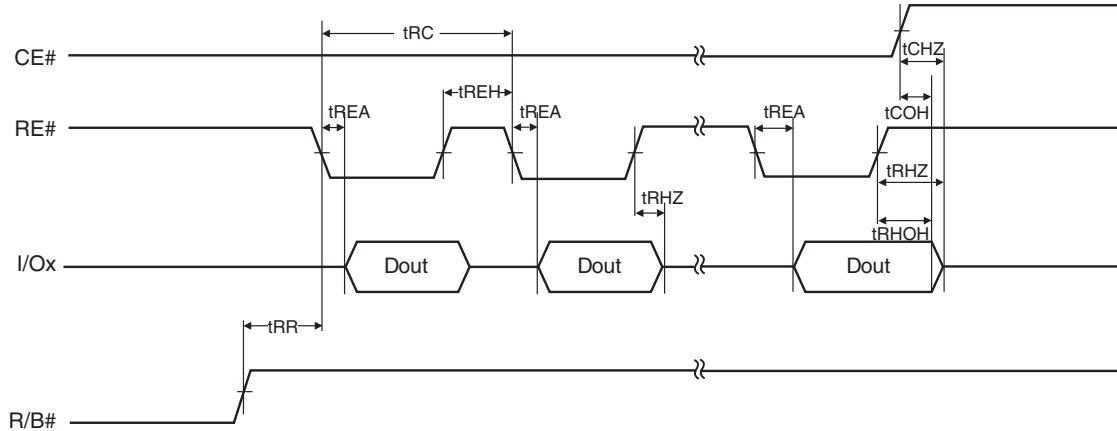 tRC
CE#
tCHZ
tREH
tREA
tREA
tREA
tCOH
RE#
tRHZ
tRHZ
tRHOH
I/Ox
Dout
Dout
Dout
tRR
R/B#